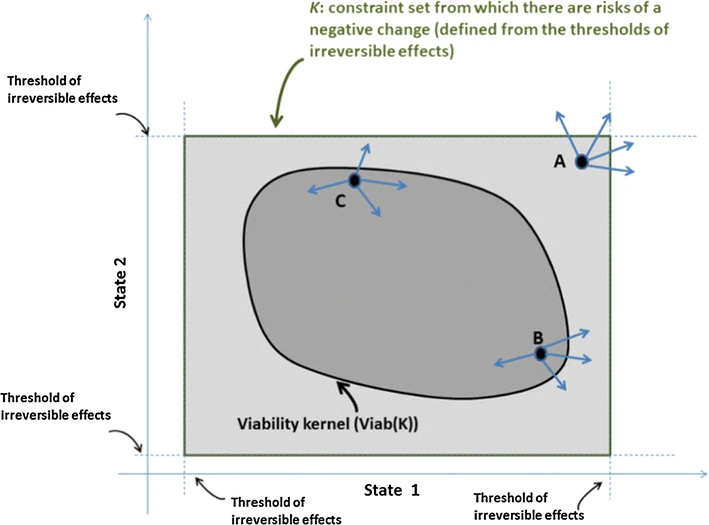 K: constraint set from which there are risks of a
negative change (defined from the thresholds of
irreversible effects)
Threshold of
irreversible effects
A
C
State 2
B
Threshold of
irreversible effects
Viability kernel (Viab(K))
State 1
Threshold of
irreversible effects
Threshold of
irreversible effects